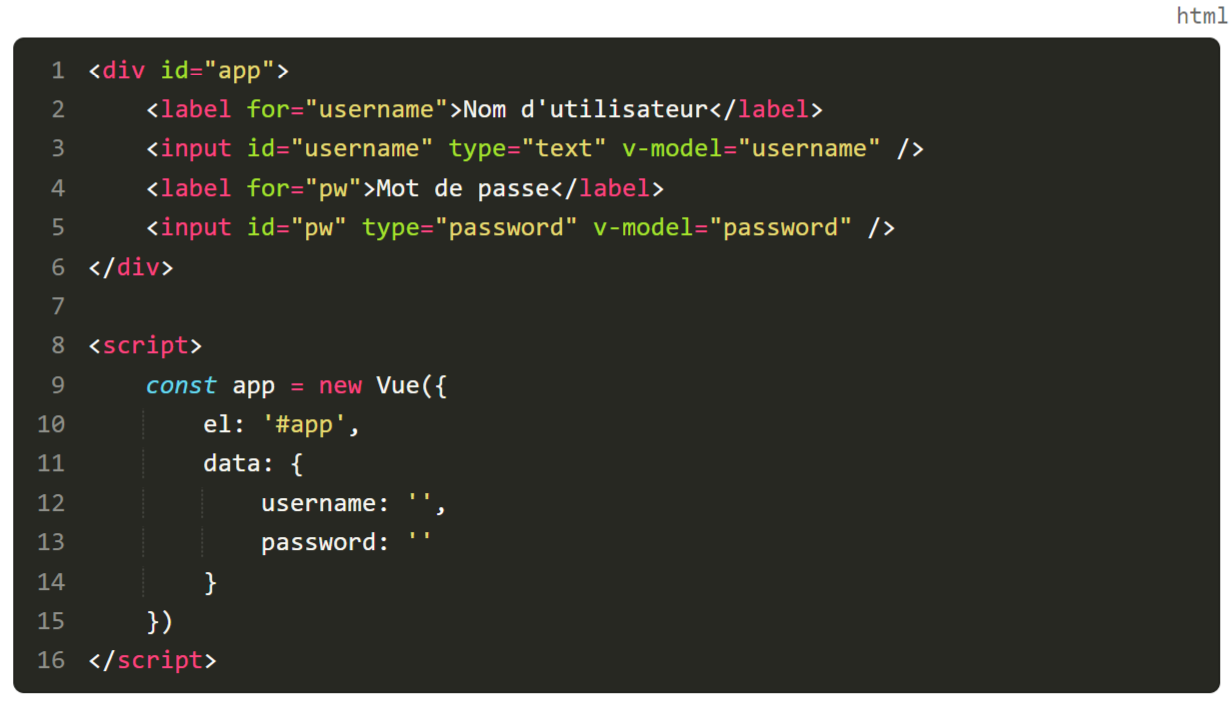 html
1 <div id="app">
2     <label for="username">Nom d'utilisateur</label>
3     <input id="username" type="text" v-model="username" />
4     <label for="pw">Mot de passe</label>
5     <input id="pw" type="password" v-model="password" />
6 </div>
7
8 <script>
9     const app = new Vue({
10         el: '#app',
11         data: {
12             username: '',
13             password: ''
14         }
15     })
16 </script>